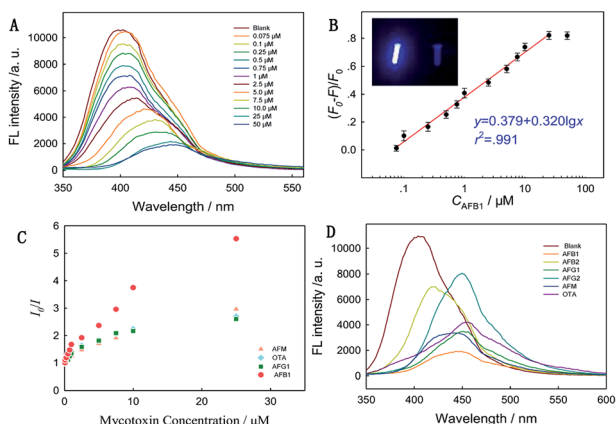 A
FL intensity /a. u.
10000
8000
6000
4000
2000
0
350
400
450
500
550
Wavelength / nm
Blank
0.075 μM
0.1 μM
0.25 μM
0.5 μM
0.75 μM
1 μM
2.5 μM
5.0 μM
7.5 μM
10.0 μM
25 μM
50 μM
B
(F0-F)/F0
.8
.6
.4
.2
0.0
.1
1
10
100
CAFB1 / μM
y=0.379+0.320lgx
r²=.991
C
I0/I
6
5
4
3
2
1
0
0
10
20
30
Mycotoxin Concentration / μM
AFM
OTA
AFG1
AFB1
D
FL intensity / a. u.
10000
8000
6000
4000
2000
0
350
400
450
500
550
600
Wavelength / nm
Blank
AFB1
AFB2
AFG1
AFG2
AFM
OTA